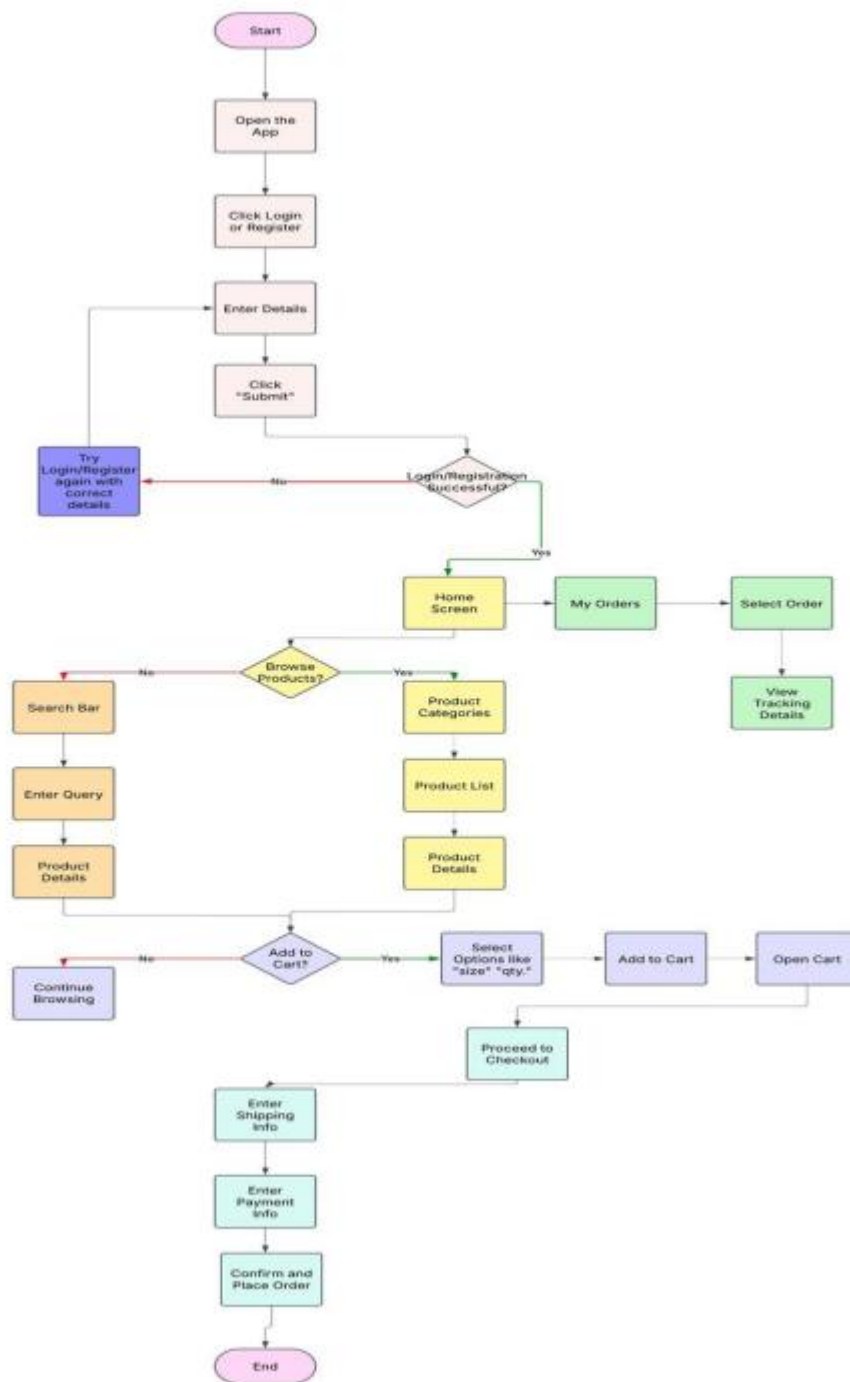 Start
Open the
App
Click Login
or Register
Enter Details
Click
"Submit"
Try
Login/Register
again with
correct
details
No
Login/Registration
Successful?
Yes
Home
Screen
My Orders
Select Order
View
Tracking
Details
Browse
Products?
No
Yes
Search Bar
Product
Categories
Enter Query
Product List
Product
Details
Product
Details
Add to
Cart?
No
Yes
Continue
Browsing
Select
Options like
"size" "qty."
Add to Cart
Open Cart
Proceed to
Checkout
Enter
Shipping
Info
Enter
Payment
Info
Confirm and
Place Order
End